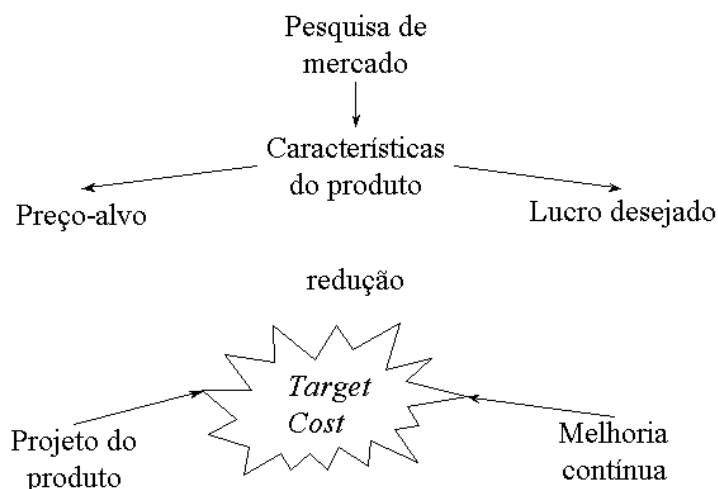 Pesquisa de
mercado
Características
do produto
Preço-alvo
Lucro desejado
redução
Target
Cost
Projeto do
produto
Melhoria
contínua